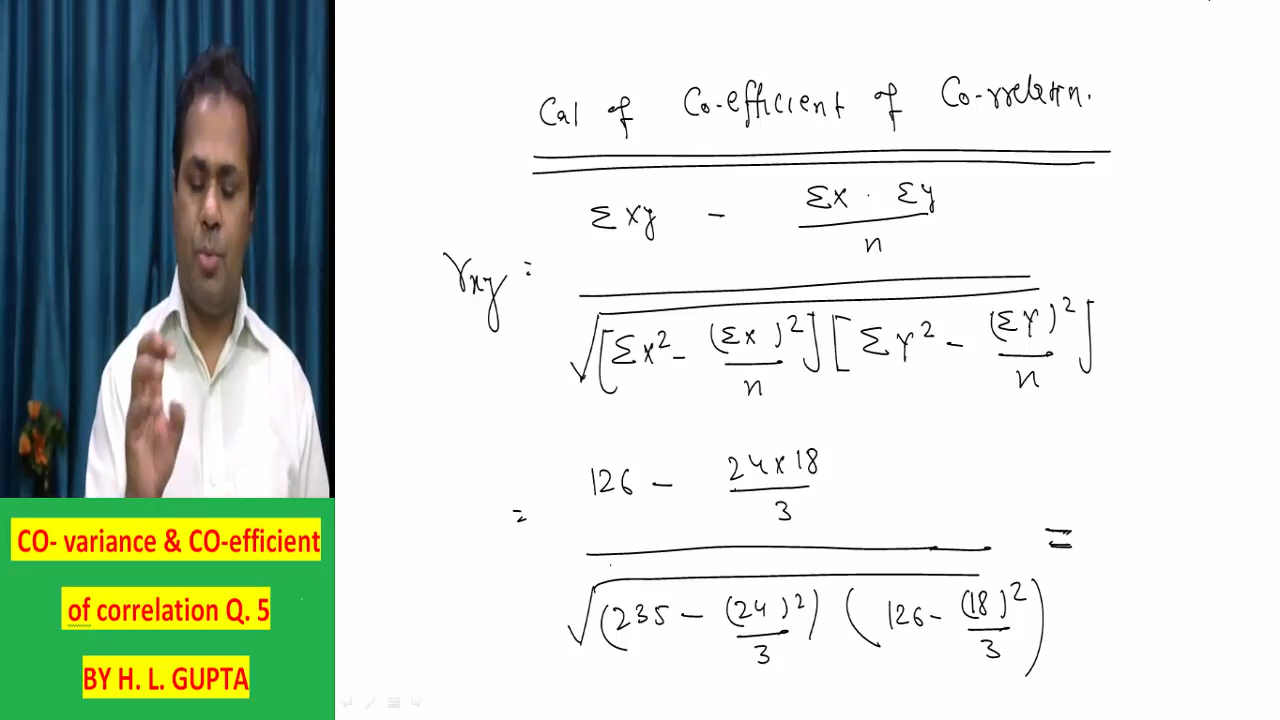 Cal of Co-efficient of Co-rrelation.
Σxy - Σx · Σy / n
rxy =
√[Σx² - (Σx)²/n] [Σy² - (Σy)²/n]
126 - 24 x 18 / 3
= =
√(235 - (24)²/3) (126 - (18)²/3)
CO- variance & CO-efficient
of correlation Q. 5
BY H. L. GUPTA